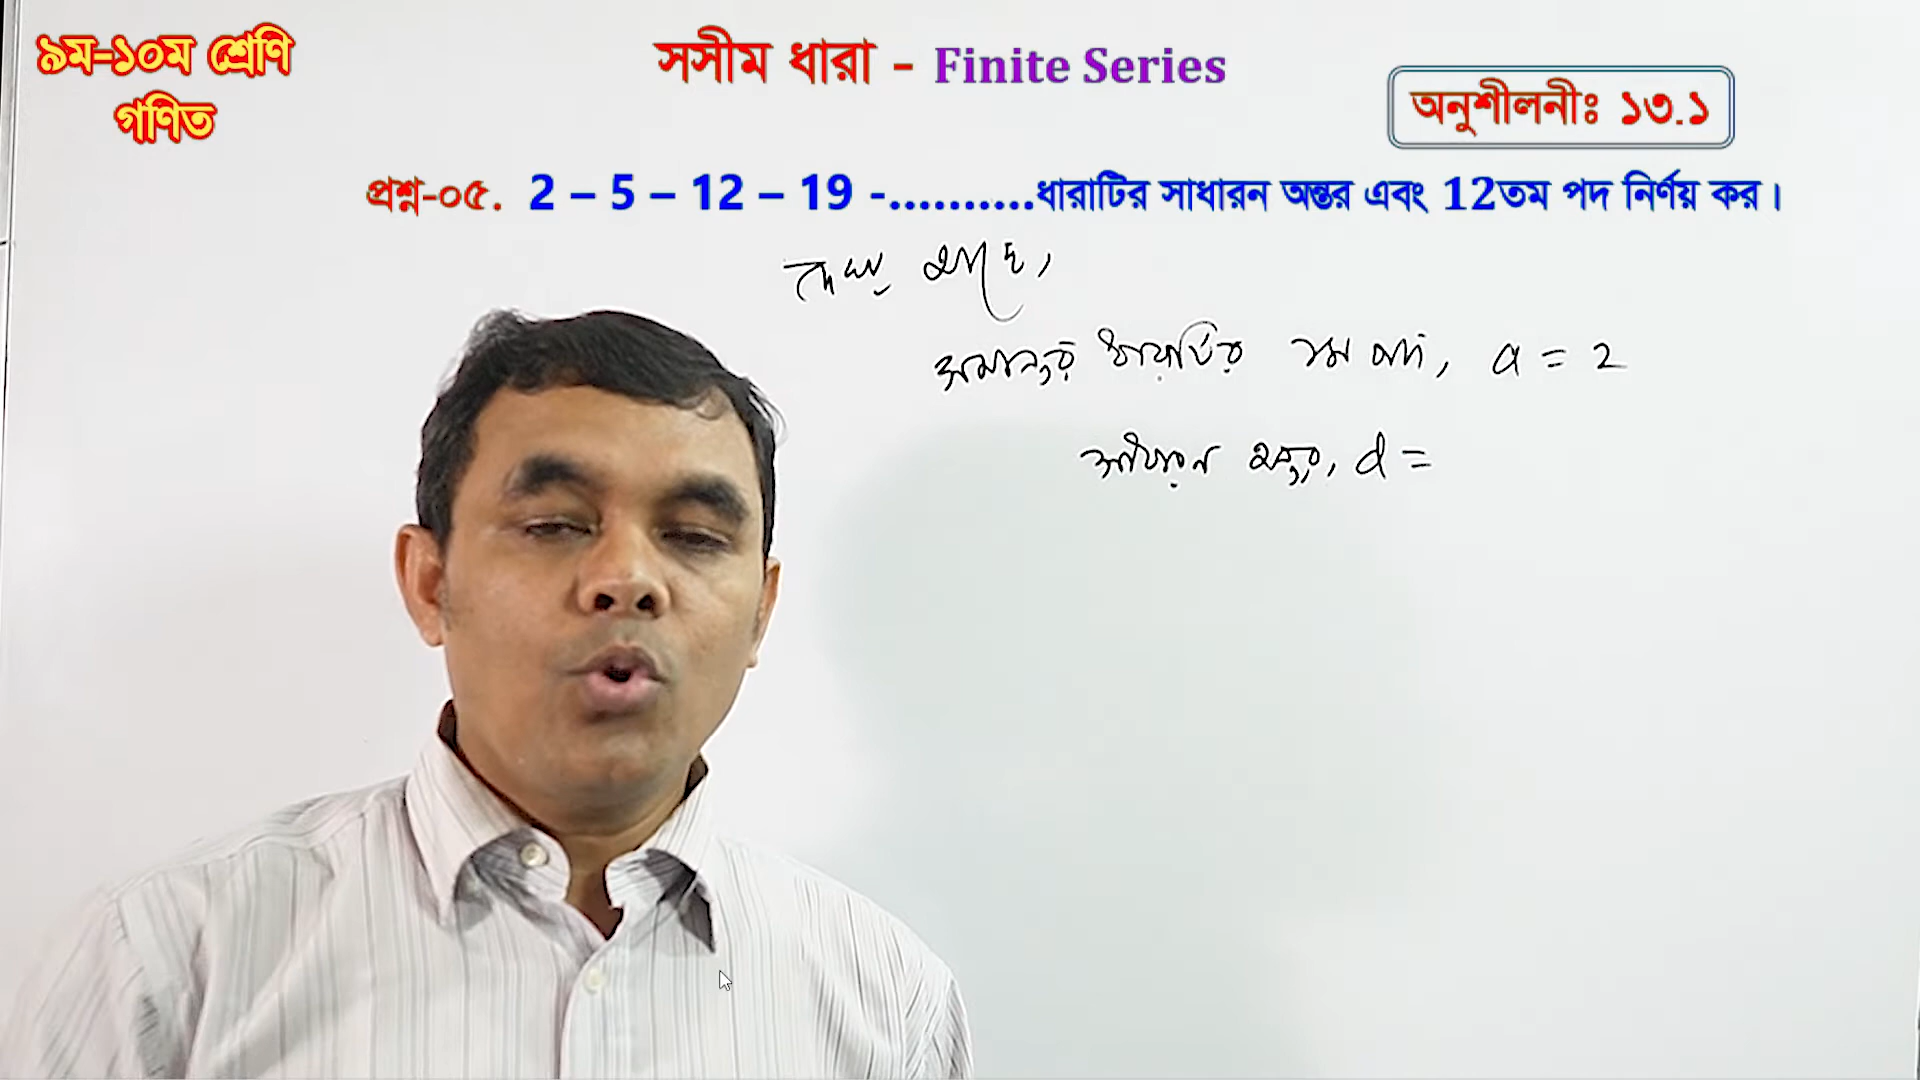 ৯ম-১০ম শ্রেণি
গণিত
সসীম ধারা - Finite Series
অনুশীলনীঃ ১৩.১
প্রশ্ন-০৫. 2 – 5 – 12 – 19 -..........ধারাটির সাধারন অন্তর এবং 12তম পদ নির্ণয় কর।
দেওয়া আছে,
সমান্তর ধারাটির ১ম পদ, a = 2
সাধারন অন্তর, d =